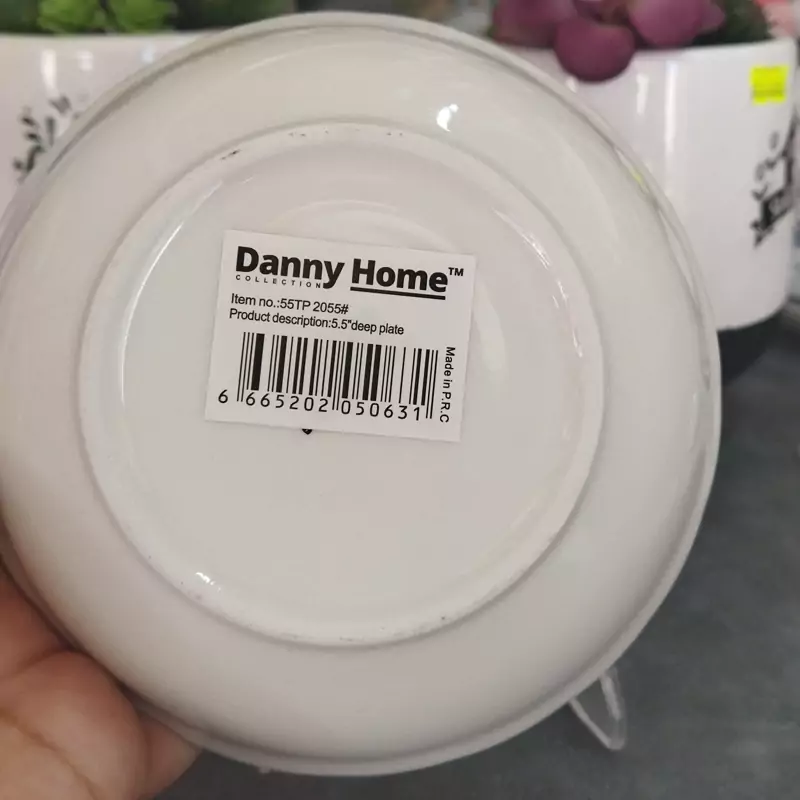 Danny Home™
COLLECTION
Item no.:55TP 2055#
Product description:5.5"deep plate
Made in P.R.C
6 665202 050631